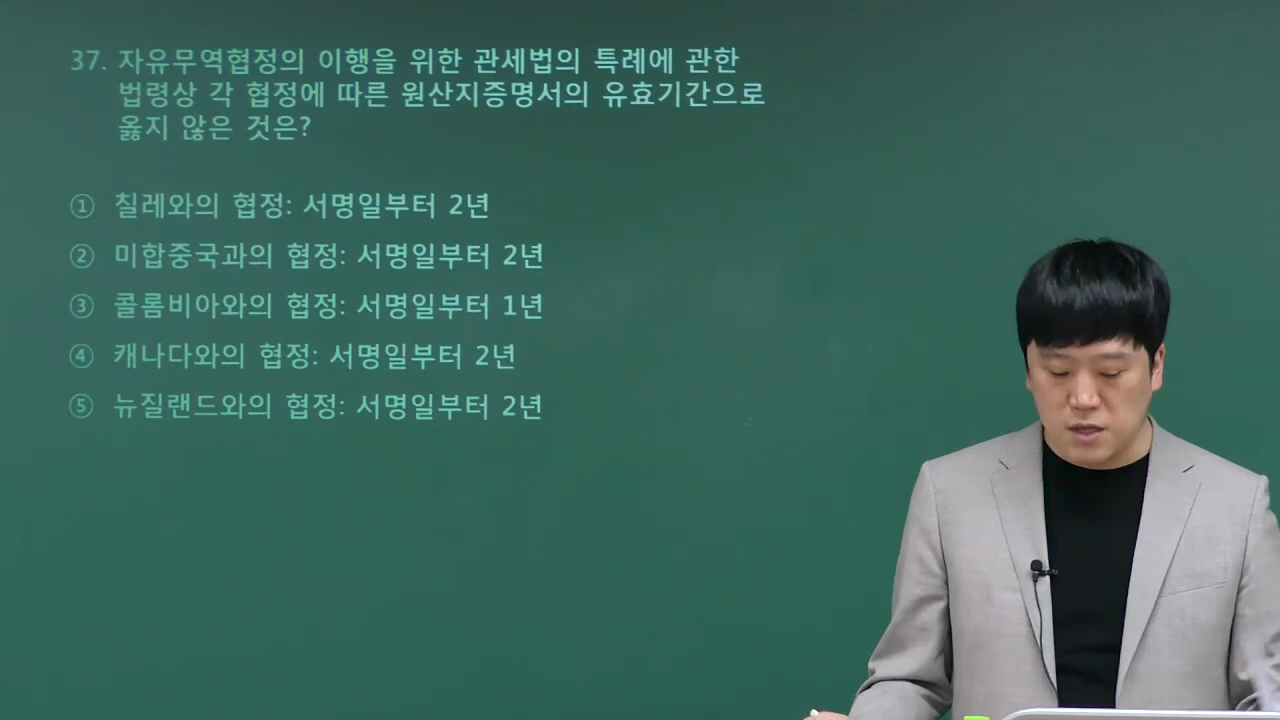 37. 자유무역협정의 이행을 위한 관세법의 특례에 관한
법령상 각 협정에 따른 원산지증명서의 유효기간으로
옳지 않은 것은?
① 칠레와의 협정: 서명일부터 2년
② 미합중국과의 협정: 서명일부터 2년
③ 콜롬비아와의 협정: 서명일부터 1년
④ 캐나다와의 협정: 서명일부터 2년
⑤ 뉴질랜드와의 협정: 서명일부터 2년